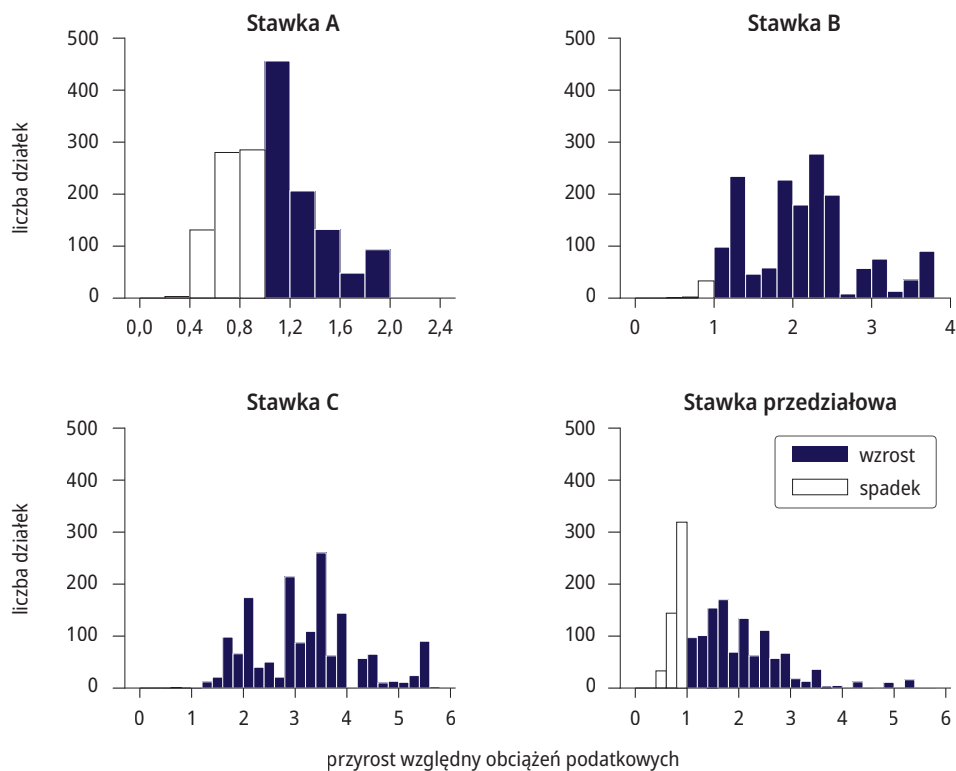 Stawka A
500
400
300
200
100
0
0,0 0,4 0,8 1,2 1,6 2,0 2,4
liczba działek
Stawka B
500
400
300
200
100
0
0 1 2 3 4
Stawka C
500
400
300
200
100
0
0 1 2 3 4 5 6
liczba działek
Stawka przedziałowa
500
400
300
200
100
0
0 1 2 3 4 5 6
wzrost
spadek
przyrost względny obciążeń podatkowych